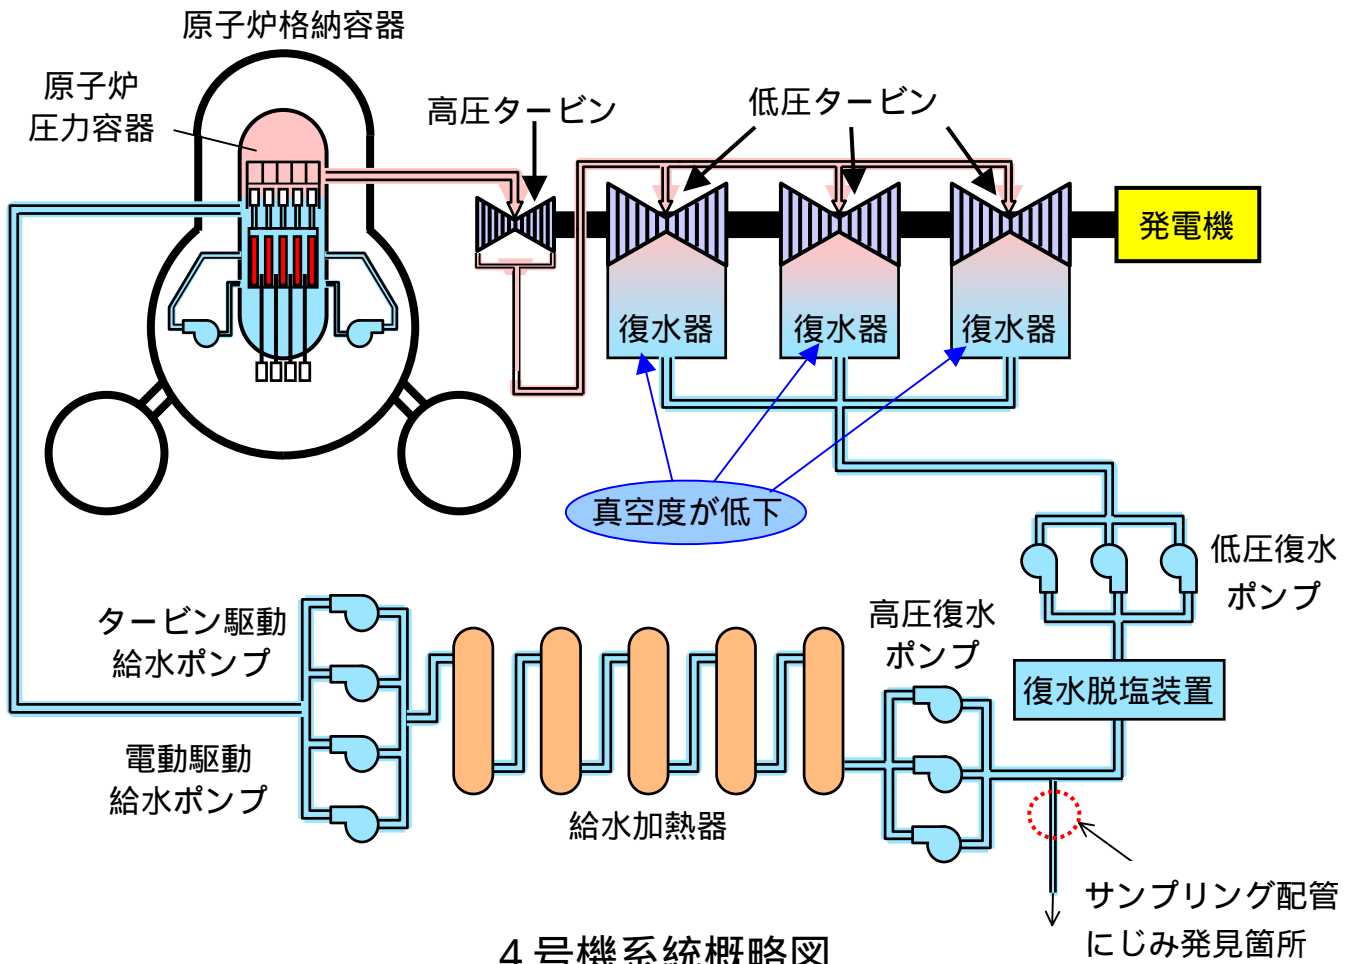 原子炉格納容器
原子炉
圧力容器
高圧タービン
低圧タービン
発電機
復水器
復水器
復水器
真空度が低下
低圧復水
ポンプ
タービン駆動
給水ポンプ
高圧復水
ポンプ
復水脱塩装置
電動駆動
給水ポンプ
給水加熱器
サンプリング配管
にじみ発見箇所
４号機系統概略図